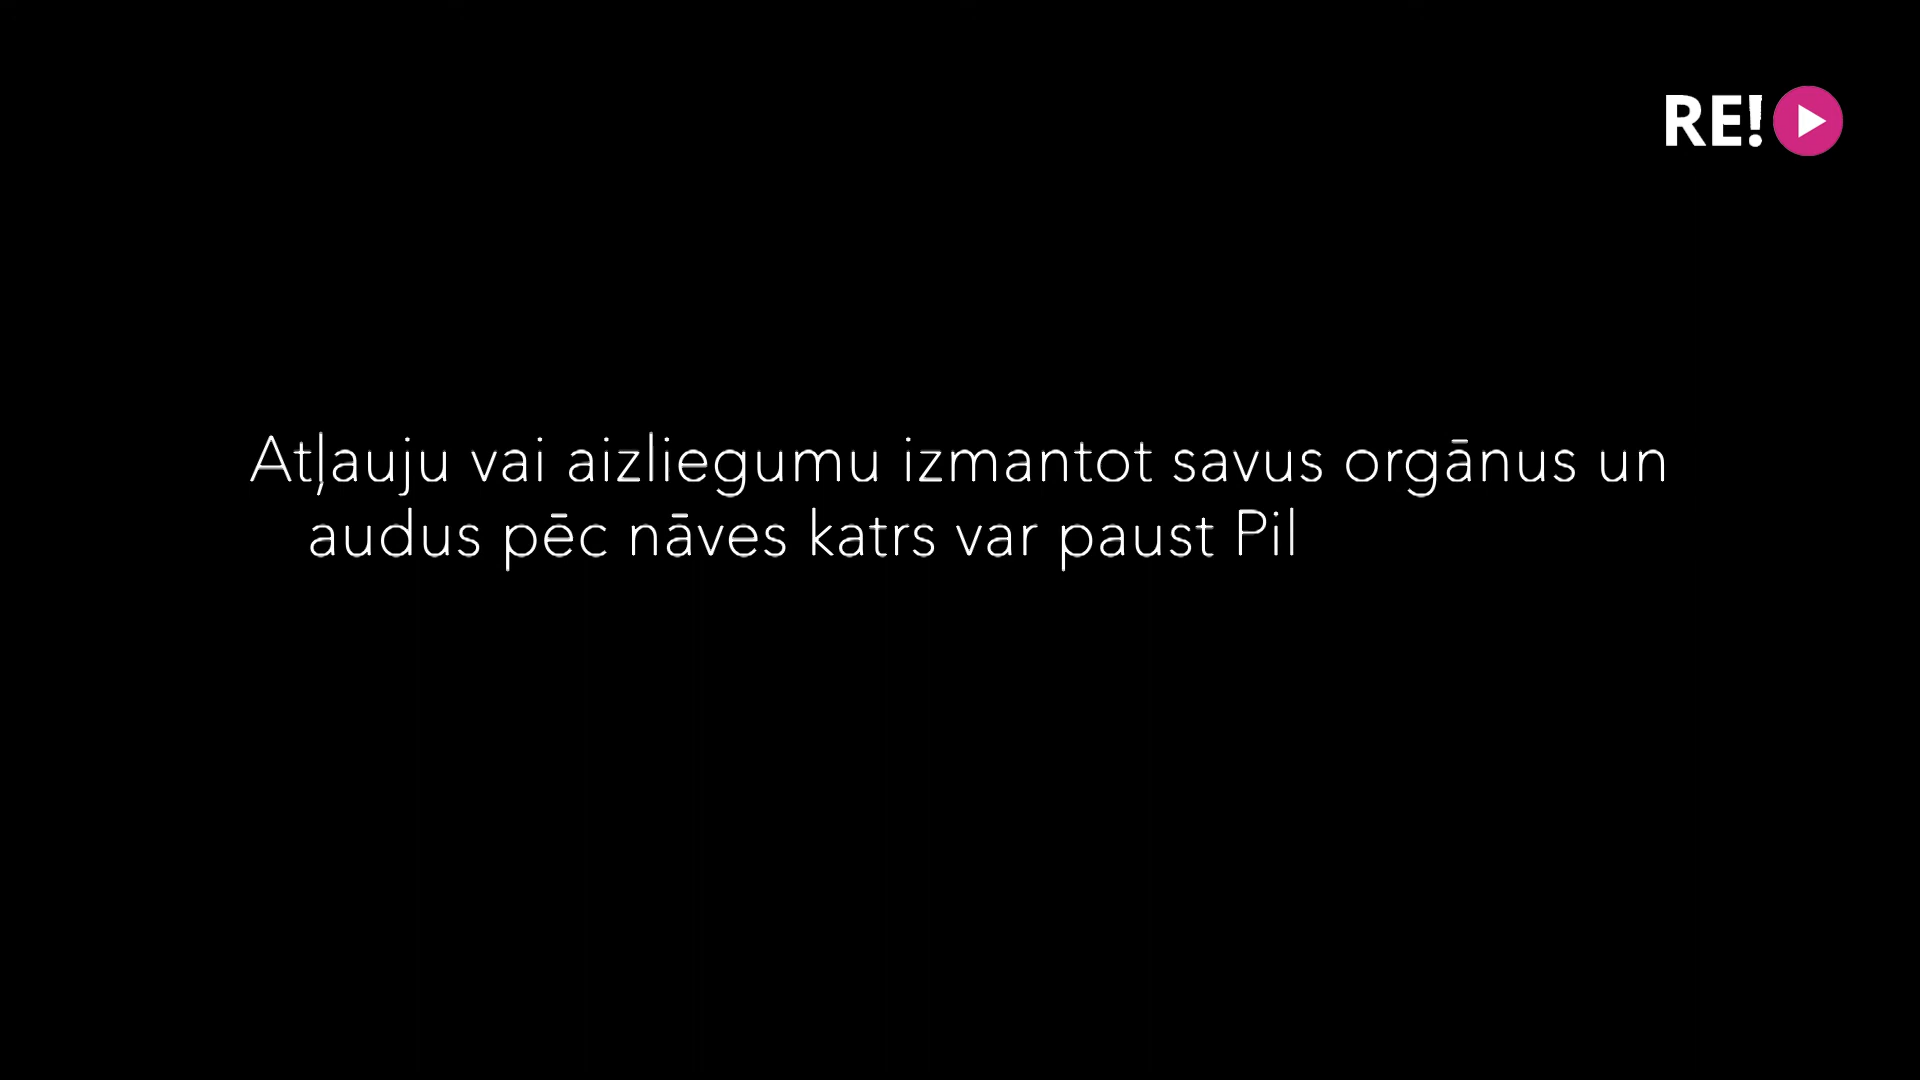 RE!
Atļauju vai aizliegumu izmantot savus orgānus un
audus pēc nāves katrs var paust Pil